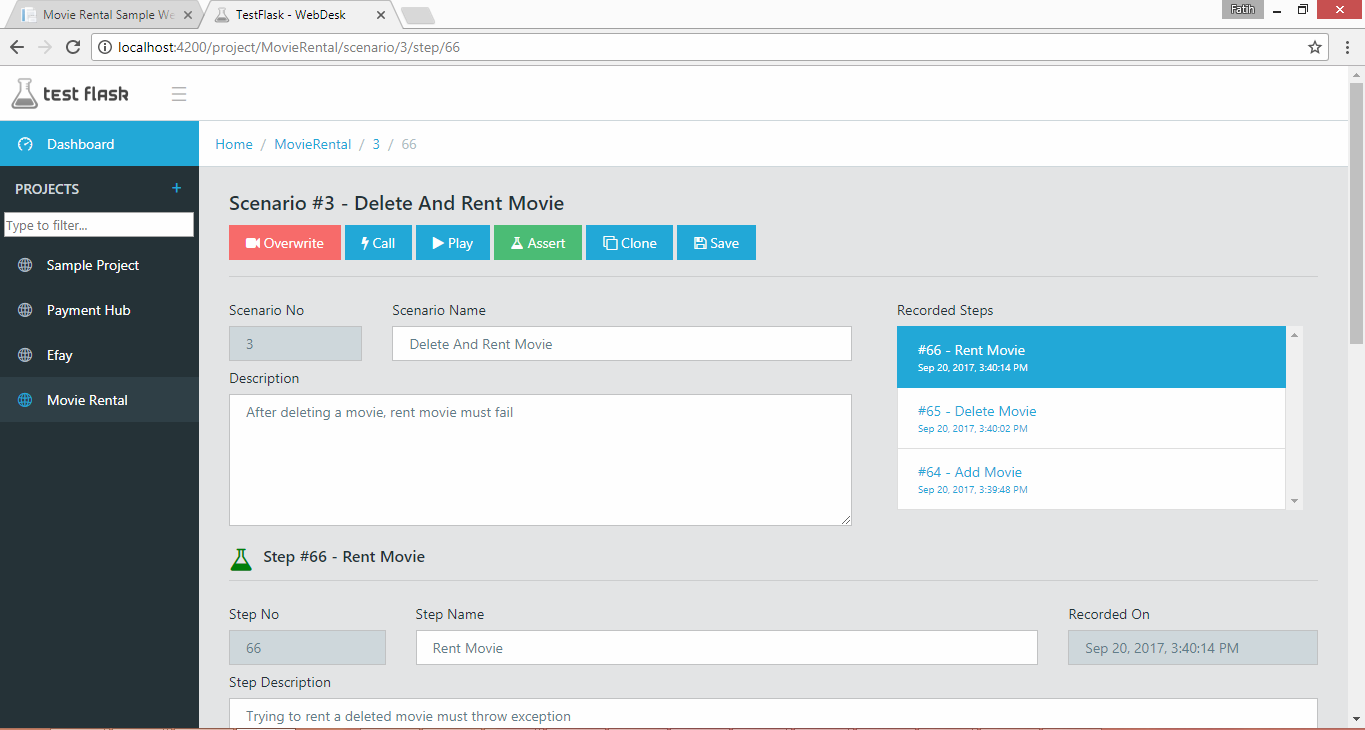 Movie Rental Sample We
TestFlask - WebDesk
Fatih
localhost:4200/project/MovieRental/scenario/3/step/66
test flask
Dashboard
Home / MovieRental / 3 / 66
PROJECTS +
Type to filter...
Sample Project
Payment Hub
Efay
Movie Rental
Scenario #3 - Delete And Rent Movie
Overwrite Call Play Assert Clone Save
Scenario No
3
Scenario Name
Delete And Rent Movie
Description
After deleting a movie, rent movie must fail
Recorded Steps
#66 - Rent Movie
Sep 20, 2017, 3:40:14 PM
#65 - Delete Movie
Sep 20, 2017, 3:40:02 PM
#64 - Add Movie
Sep 20, 2017, 3:39:48 PM
Step #66 - Rent Movie
Step No
66
Step Name
Rent Movie
Recorded On
Sep 20, 2017, 3:40:14 PM
Step Description
Trying to rent a deleted movie must throw exception